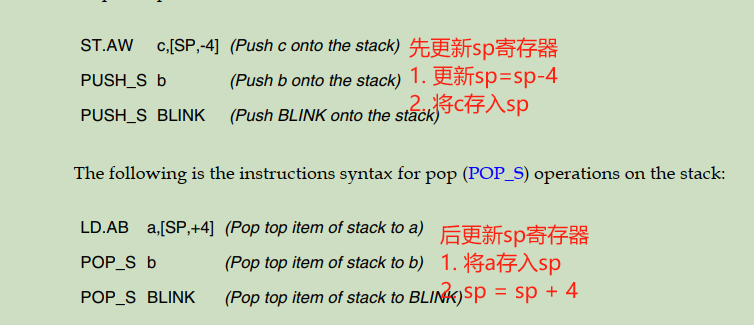 ST.AW c,[SP,-4] (Push c onto the stack) 先更新sp寄存器
PUSH_S b (Push b onto the stack) 1. 更新sp=sp-4
PUSH_S BLINK (Push BLINK onto the stack) 2. 将c存入sp
The following is the instructions syntax for pop (POP_S) operations on the stack:
LD.AB a,[SP,+4] (Pop top item of stack to a) 后更新sp寄存器
POP_S b (Pop top item of stack to b) 1. 将a存入sp
POP_S BLINK (Pop top item of stack to BLINK) 2. sp = sp + 4